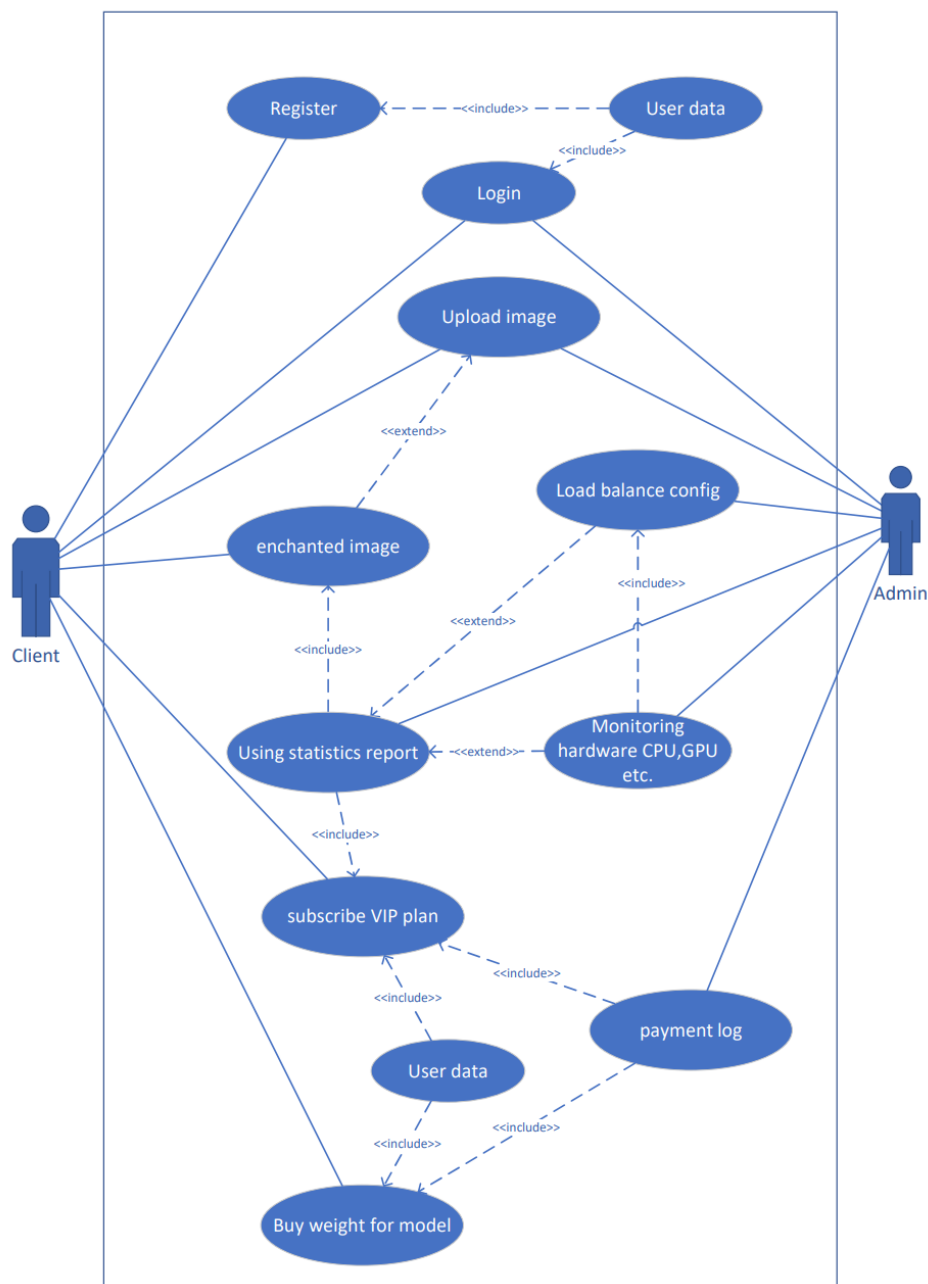 Register
<<include>>
User data
<<include>>
Login
Upload image
<<extend>>
Load balance config
enchanted image
<<include>>
Admin
<<extend>>
<<include>>
Client
Using statistics report
<<extend>>
Monitoring
hardware CPU,GPU
etc.
<<include>>
subscribe VIP plan
<<include>>
<<include>>
payment log
User data
<<include>>
<<include>>
Buy weight for model